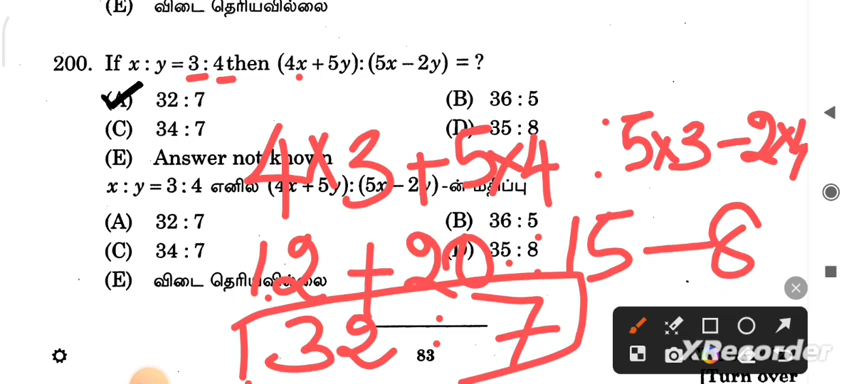 (E) விடை தெரியவில்லை
200. If x : y = 3 : 4 then (4x + 5y) : (5x − 2y) = ?
(A) 32 : 7 (B) 36 : 5
(C) 34 : 7 (D) 35 : 8
(E) Answer not known
4×3+5×4 : 5×3−2×4
x : y = 3 : 4 எனில் (4x + 5y) : (5x − 2y)-ன் மதிப்பு
(A) 32 : 7 (B) 36 : 5
(C) 34 : 7 (D) 35 : 8
12 + 20 : 15 − 8
(E) விடை தெரியவில்லை
32 : 7
83
XRecorder
[Turn over